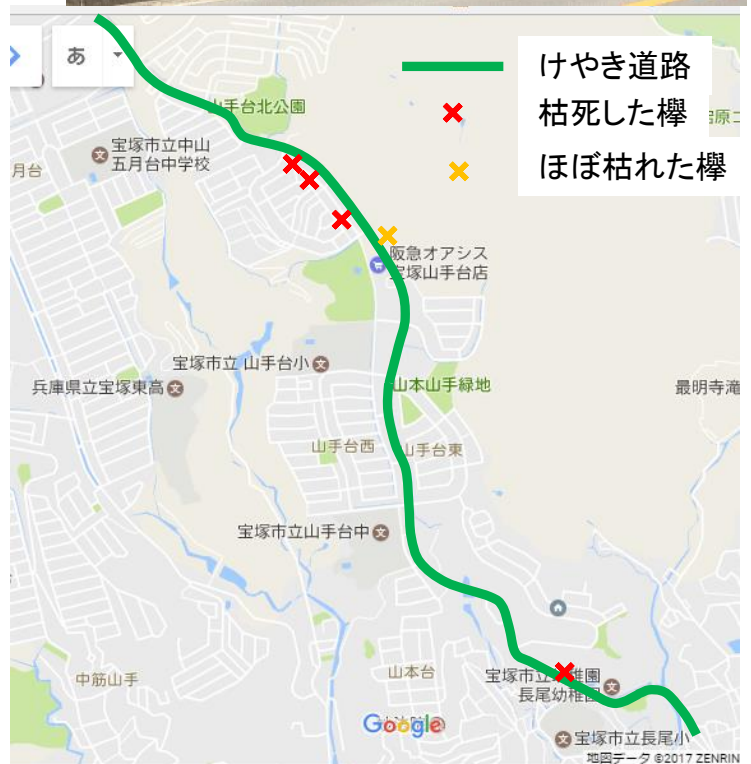 あ
けやき道路
枯死した欅
ほぼ枯れた欅
山手台北公園
宝塚市立中山
五月台中学校
月台
阪急オアシス
宝塚山手台店
宝塚市立 山手台小
兵庫県立宝塚東高
山本山手緑地
最明寺滝
山手台西
山手台東
宝塚市立山手台中
中筋山手
山本台
宝塚市立
長尾幼稚園
Google
宝塚市立長尾小
地図データ ©2017 ZENRIN